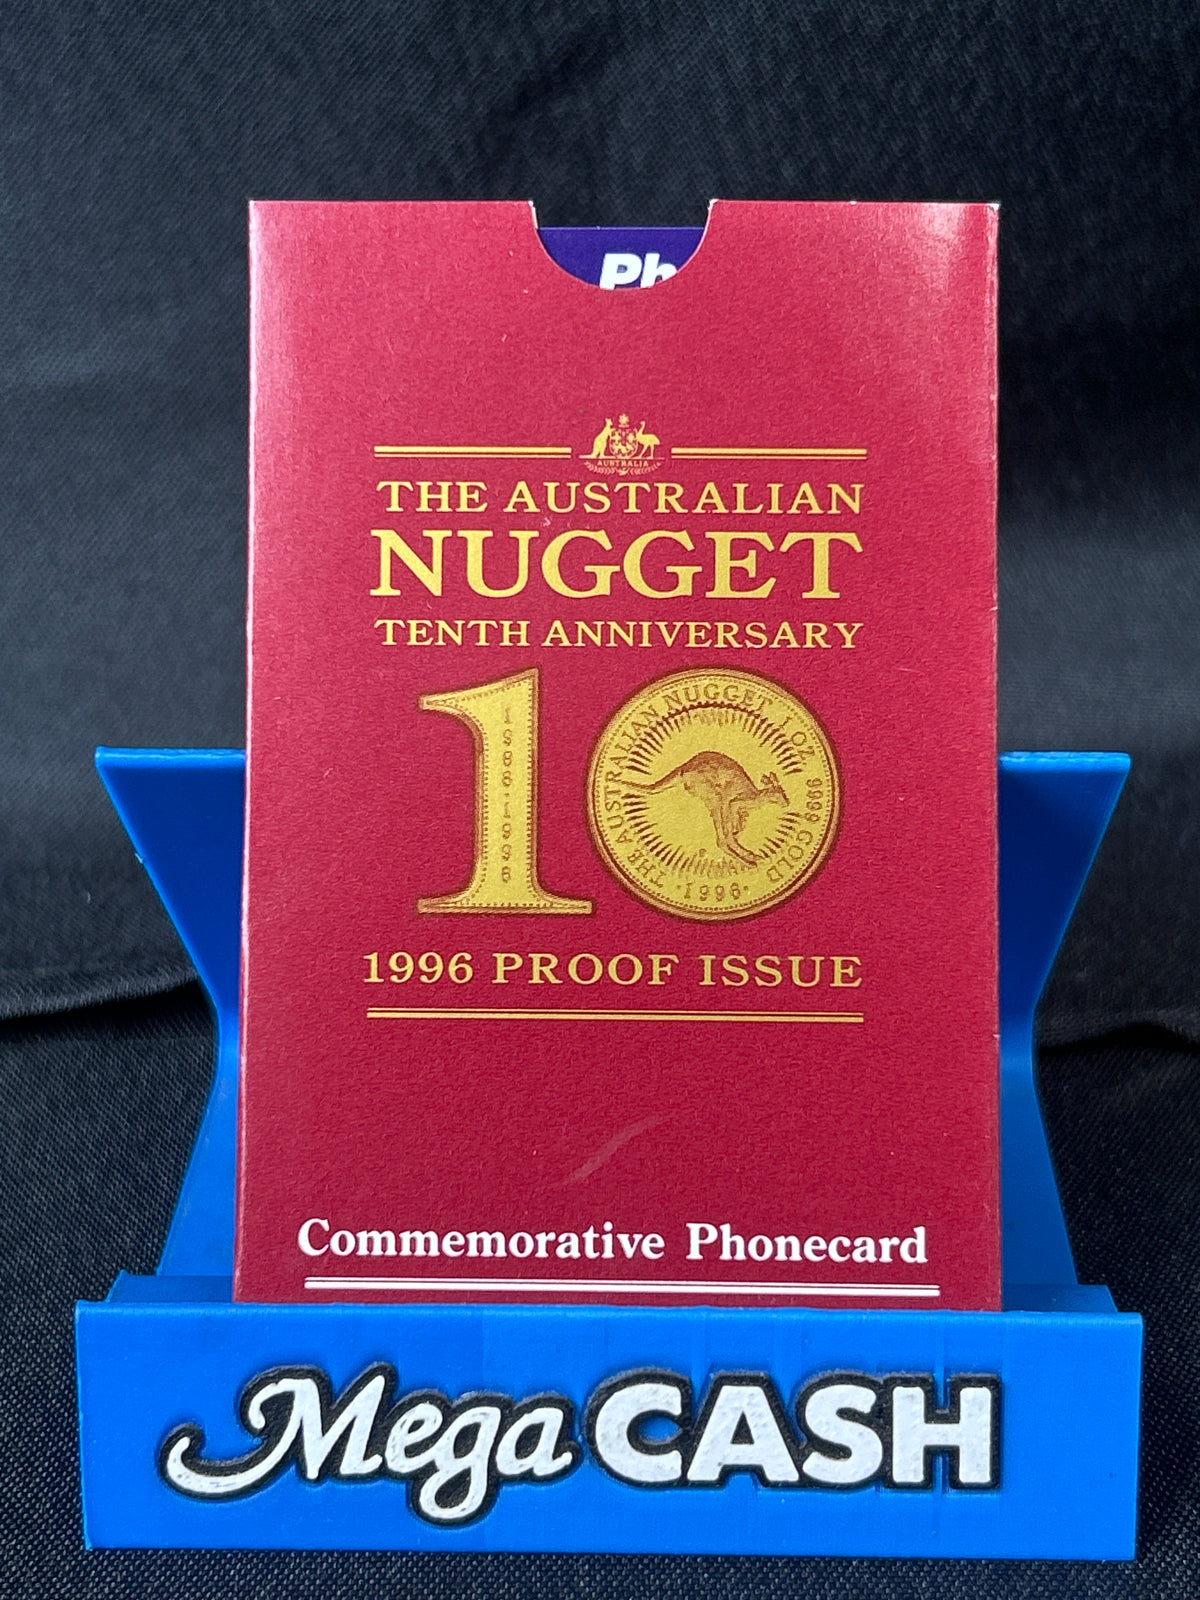 Ph
AUSTRALIA
THE AUSTRALIAN
NUGGET
TENTH ANNIVERSARY
1986-1996
THE AUSTRALIAN NUGGET 1 OZ. 9999 GOLD
·1996·
1996 PROOF ISSUE
Commemorative Phonecard
Mega CASH